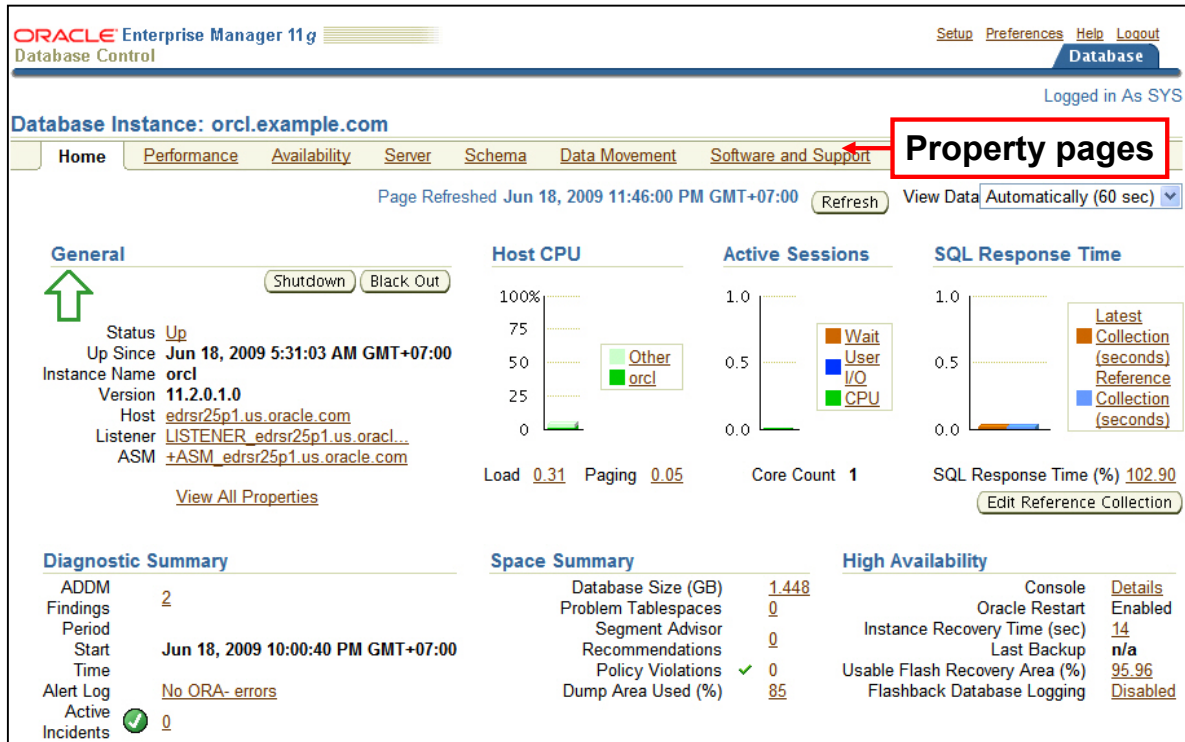 ORACLE Enterprise Manager 11g
Database Control
Setup Preferences Help Logout
Database
Logged in As SYS
Database Instance: orcl.example.com
Home Performance Availability Server Schema Data Movement Software and Support
Property pages
Page Refreshed Jun 18, 2009 11:46:00 PM GMT+07:00 Refresh View Data Automatically (60 sec)
General
Shutdown Black Out
Status Up
Up Since Jun 18, 2009 5:31:03 AM GMT+07:00
Instance Name orcl
Version 11.2.0.1.0
Host edrsr25p1.us.oracle.com
Listener LISTENER_edrsr25p1.us.oracl...
ASM +ASM_edrsr25p1.us.oracle.com
View All Properties
Host CPU
100%
75
50
25
0
Other
orcl
Load 0.31 Paging 0.05
Active Sessions
1.0
0.5
0.0
Wait
User
I/O
CPU
Core Count 1
SQL Response Time
1.0
0.5
0.0
Latest
Collection
(seconds)
Reference
Collection
(seconds)
SQL Response Time (%) 102.90
Edit Reference Collection
Diagnostic Summary
ADDM
Findings 2
Period
Start
Time Jun 18, 2009 10:00:40 PM GMT+07:00
Alert Log No ORA- errors
Active
Incidents 0
Space Summary
Database Size (GB) 1.448
Problem Tablespaces 0
Segment Advisor
Recommendations 0
Policy Violations 0
Dump Area Used (%) 85
High Availability
Console Details
Oracle Restart Enabled
Instance Recovery Time (sec) 14
Last Backup n/a
Usable Flash Recovery Area (%) 95.96
Flashback Database Logging Disabled